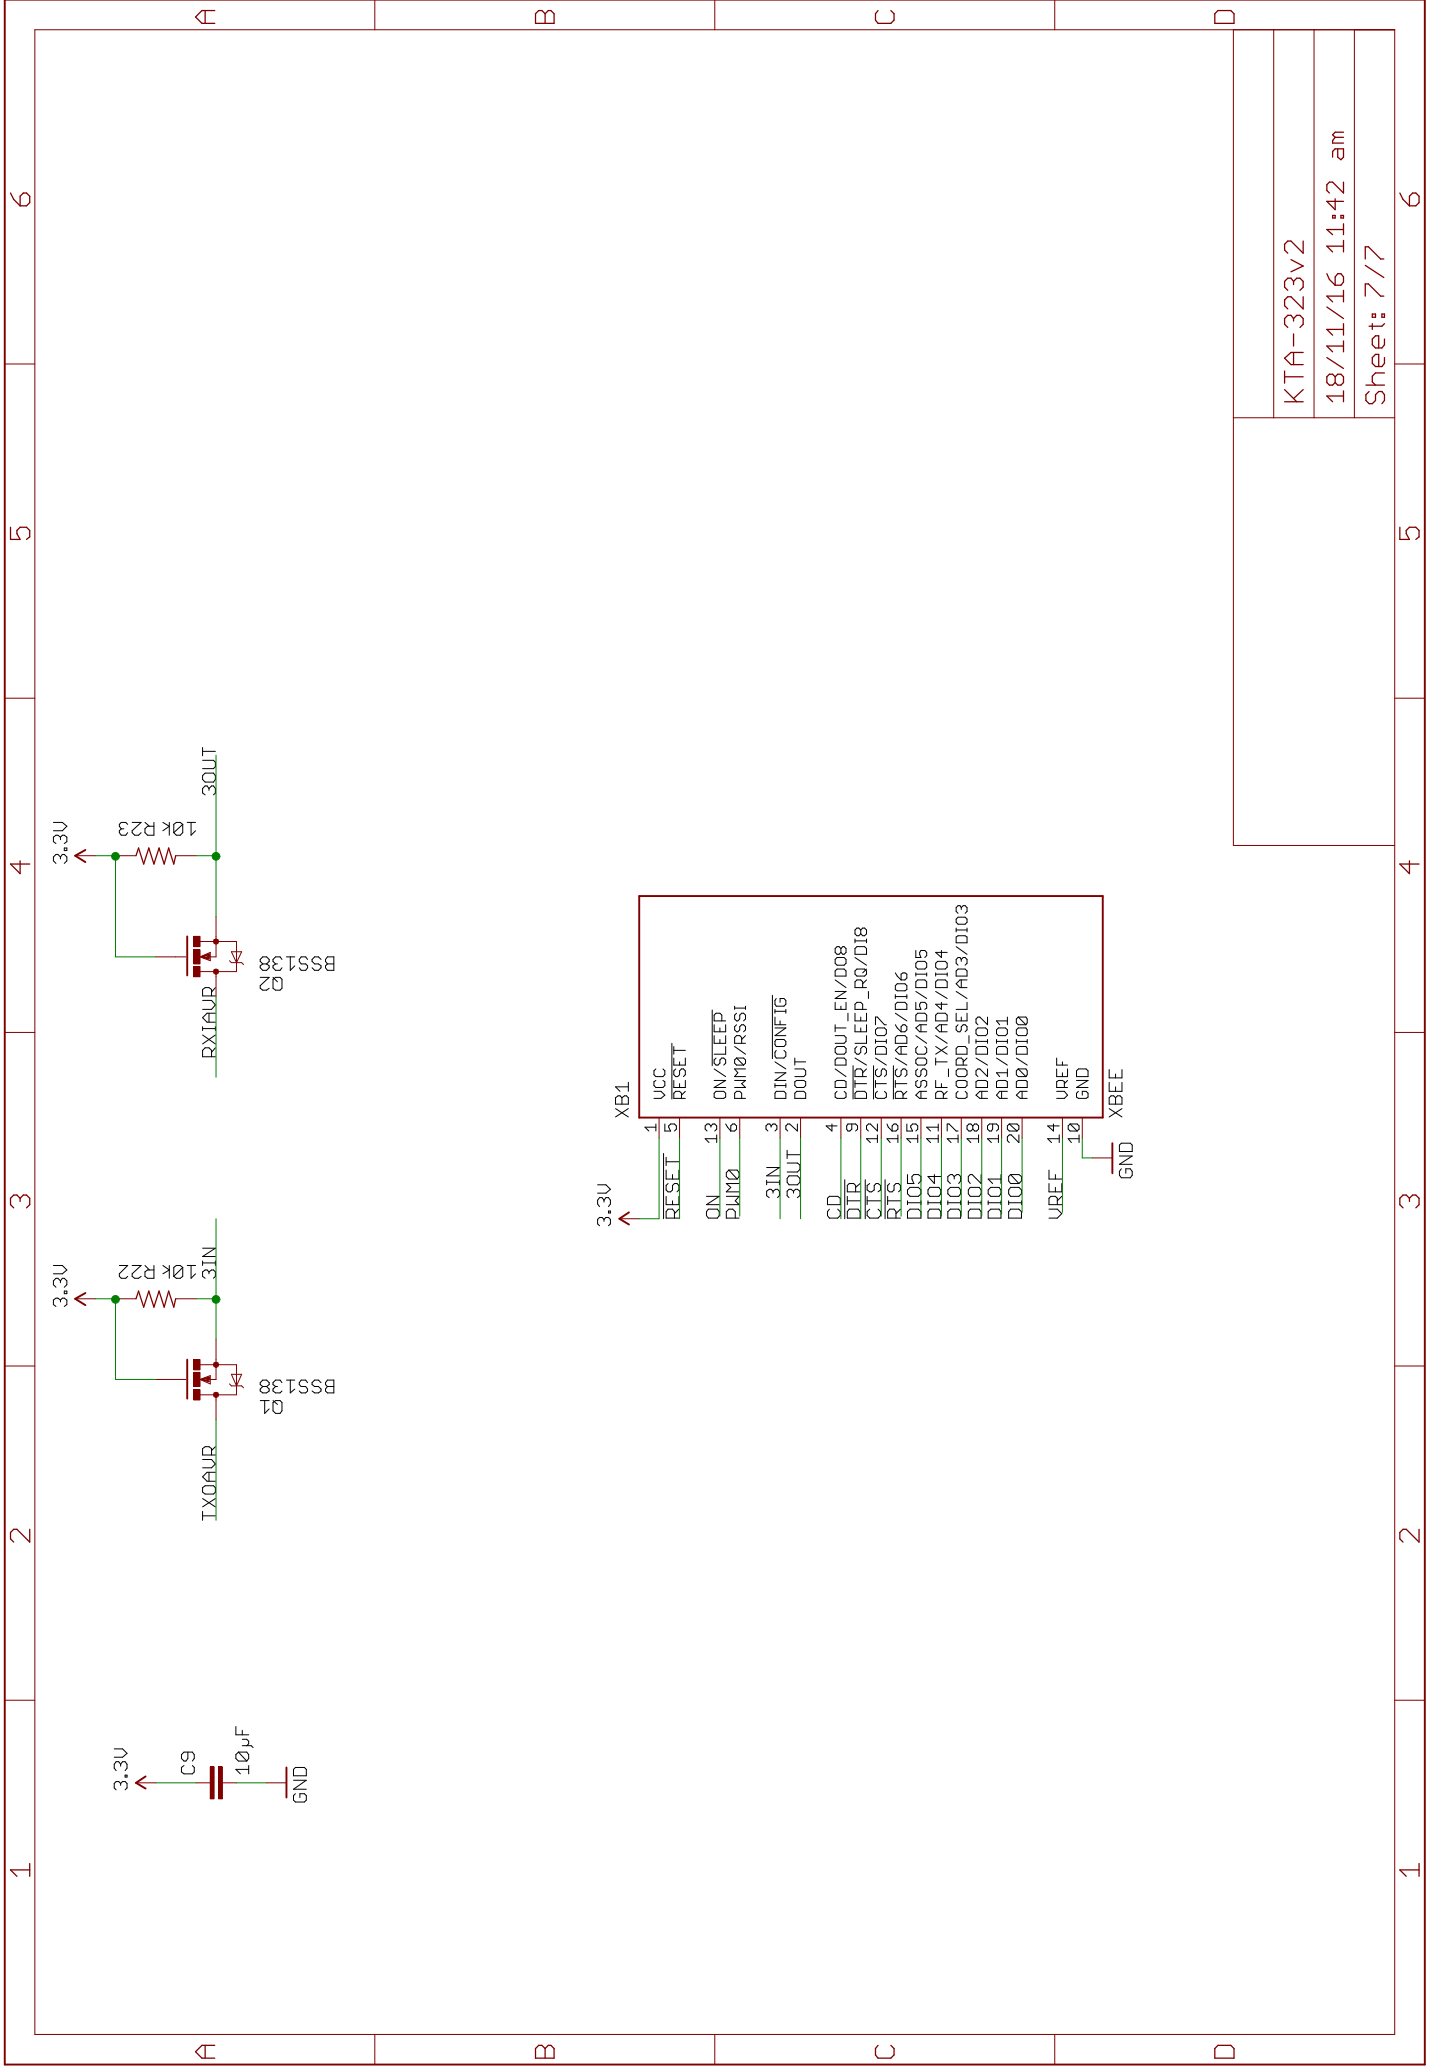 1
2
3
4
5
6
A
A
3.3V
C9
10µF
GND
3.3V
10k R22
3IN
TXOAVR
Q1
BSS138
3.3V
10k R23
3OUT
RXIAVR
Q2
BSS138
B
B
C
C
XB1
3.3V
1 VCC
RESET 5 RESET
ON 13 ON/SLEEP
PWM0 6 PWM0/RSSI
3IN 3 DIN/CONFIG
3OUT 2 DOUT
CD 4 CD/DOUT_EN/DO8
DTR 9 DTR/SLEEP_RQ/DI8
CTS 12 CTS/DIO7
RTS 16 RTS/AD6/DIO6
DIO5 15 ASSOC/AD5/DIO5
DIO4 11 RF_TX/AD4/DIO4
DIO3 17 COORD_SEL/AD3/DIO3
DIO2 18 AD2/DIO2
DIO1 19 AD1/DIO1
DIO0 20 AD0/DIO0
VREF 14 VREF
10 GND
GND
XBEE
D
D
KTA-323v2
18/11/16 11:42 am
Sheet: 7/7
1
2
3
4
5
6